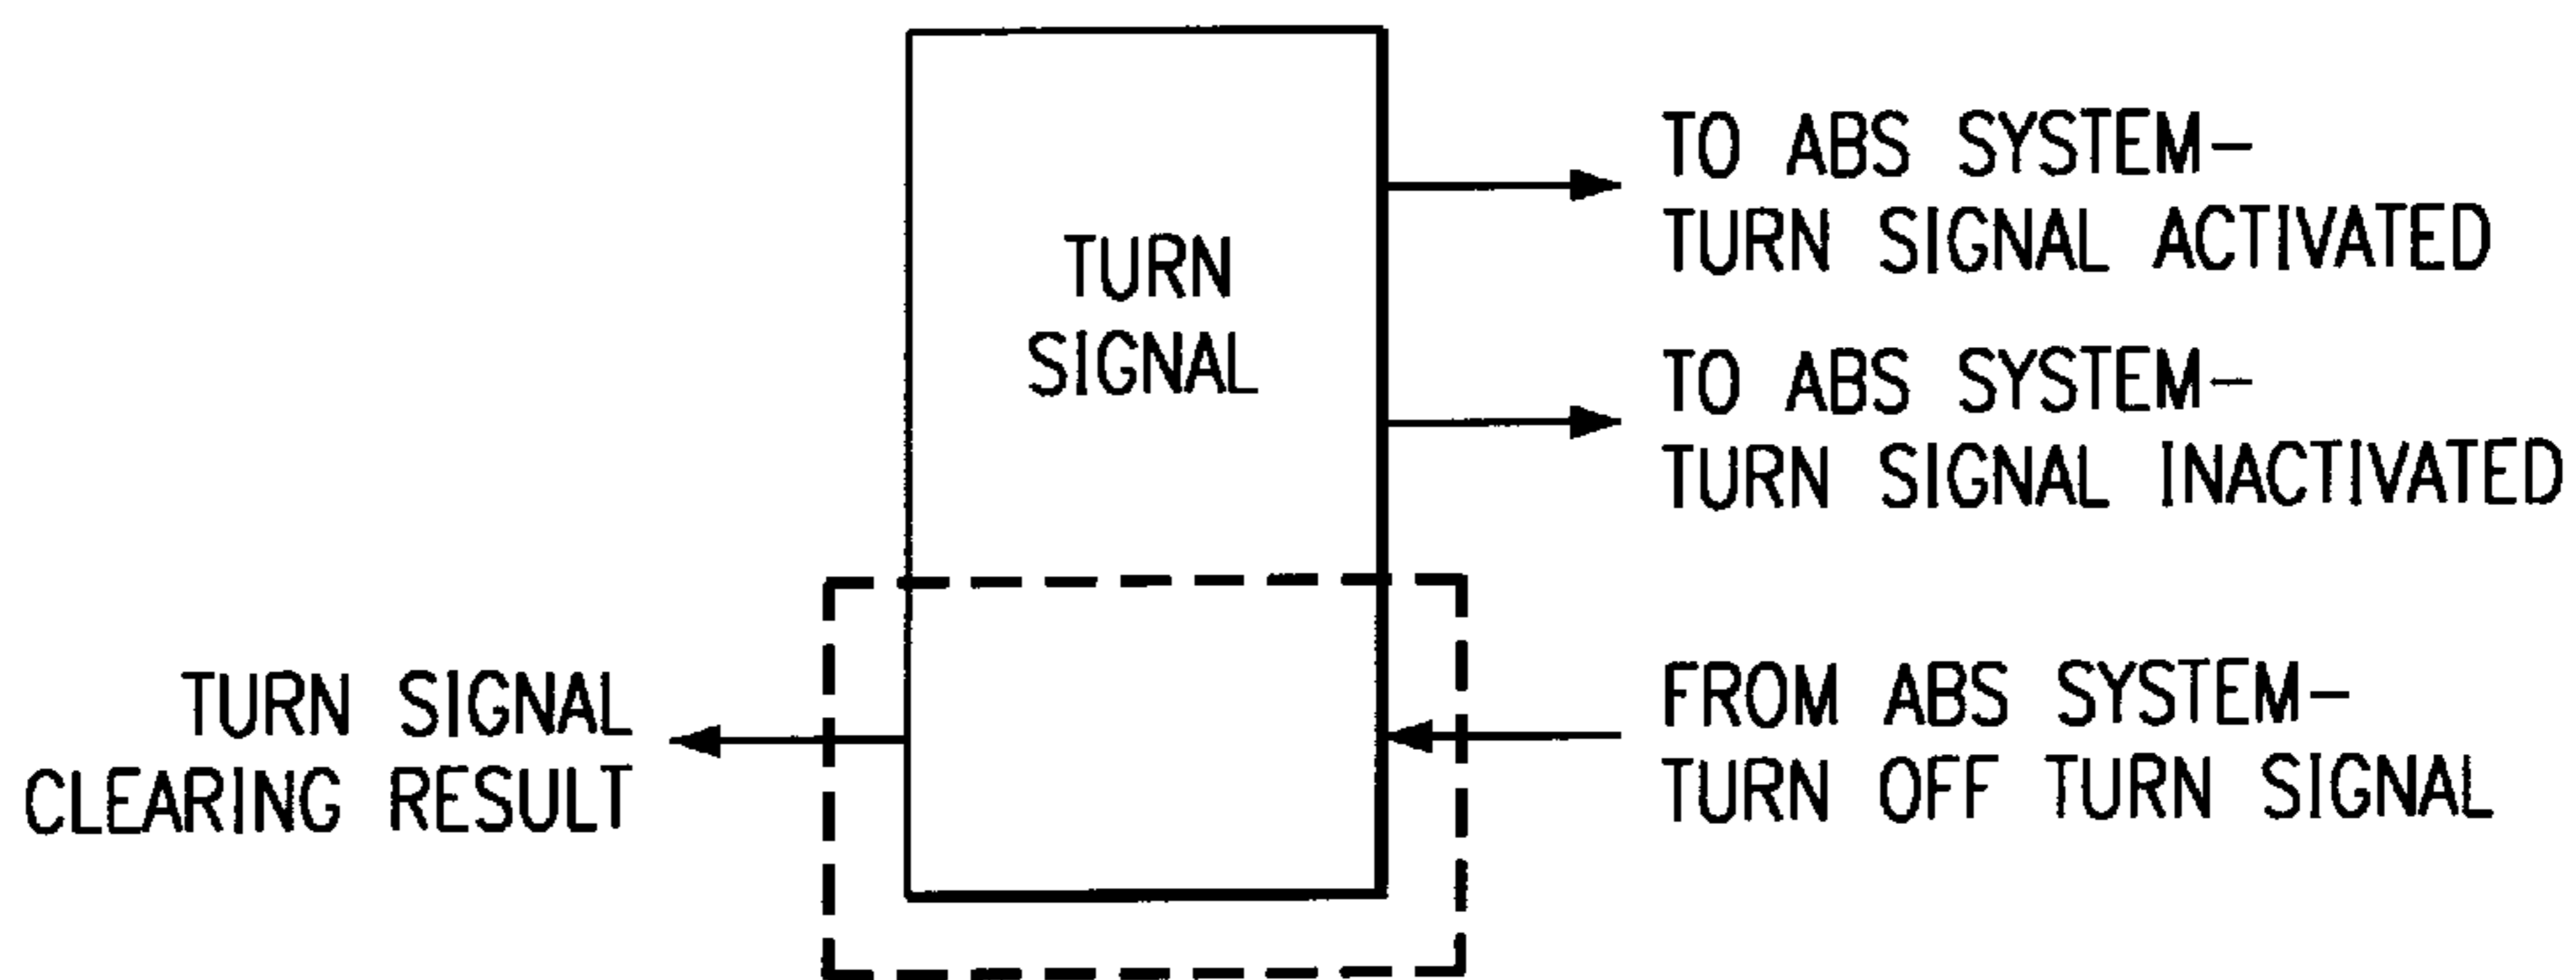 TURN
SIGNAL
TO ABS SYSTEM-
TURN SIGNAL ACTIVATED
TO ABS SYSTEM-
TURN SIGNAL INACTIVATED
TURN SIGNAL
CLEARING RESULT
FROM ABS SYSTEM-
TURN OFF TURN SIGNAL